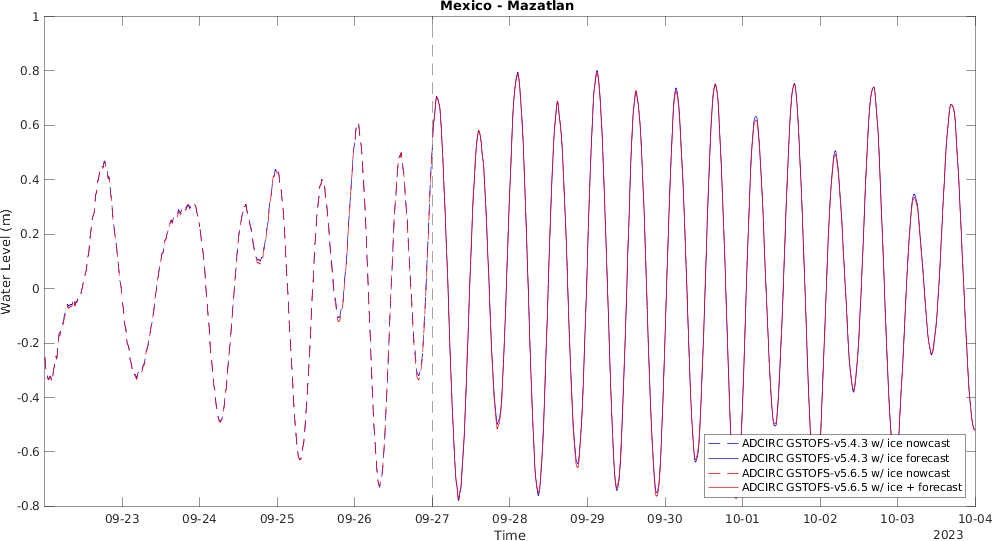 Mexico - Mazatlan
Water Level (m)
1
0.8
0.6
0.4
0.2
0
-0.2
-0.4
-0.6
-0.8
ADCIRC GSTOFS-v5.4.3 w/ ice nowcast
ADCIRC GSTOFS-v5.4.3 w/ ice forecast
ADCIRC GSTOFS-v5.6.5 w/ ice nowcast
ADCIRC GSTOFS-v5.6.5 w/ ice + forecast
09-23 09-24 09-25 09-26 09-27 09-28 09-29 09-30 10-01 10-02 10-03 10-04
Time
2023